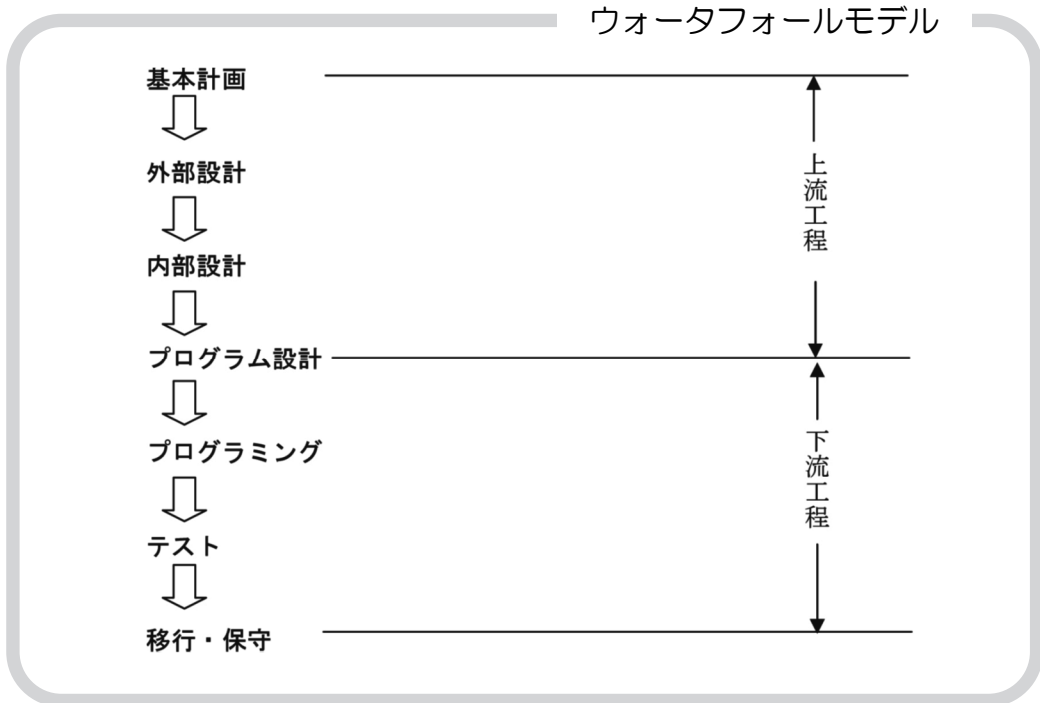 ウォータフォールモデル
基本計画
外部設計
内部設計
プログラム設計
プログラミング
テスト
移行・保守
上流工程
下流工程